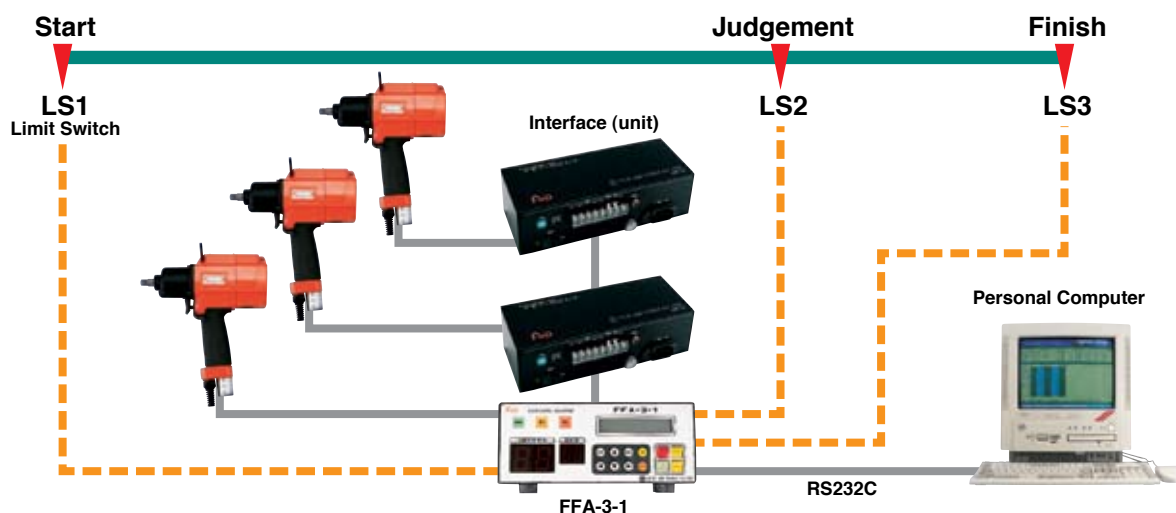 Start
Judgement
Finish
LS1
Limit Switch
LS2
LS3
Interface (unit)
Personal Computer
FFA-3-1
RS232C
FFA-3-1